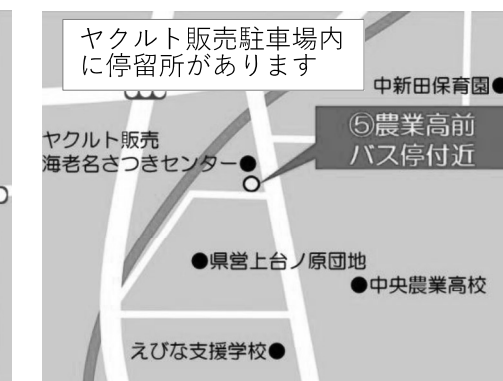 ヤクルト販売駐車場内
に停留所があります
中新田保育園
⑤農業高前
バス停付近
ヤクルト販売
海老名さつきセンター
県営上台ノ原団地
中央農業高校
えびな支援学校